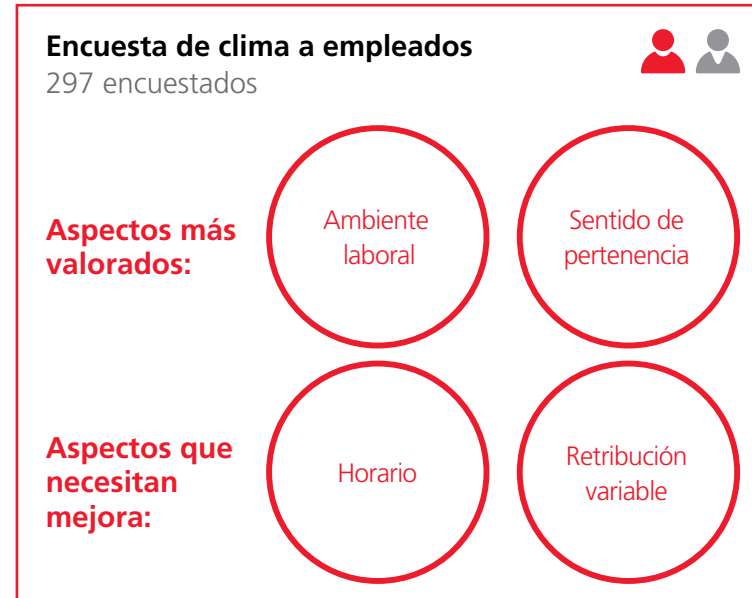 Encuesta de clima a empleados
297 encuestados
Aspectos más
valorados:
Ambiente
laboral
Sentido de
pertenencia
Aspectos que
necesitan
mejora:
Horario
Retribución
variable